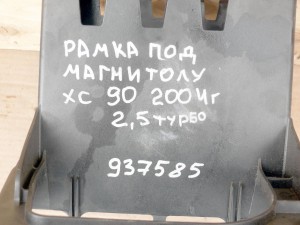 РАМКА ПОД
МАГНИТОЛУ
ХС 90 2004г
2,5 турбо
937585